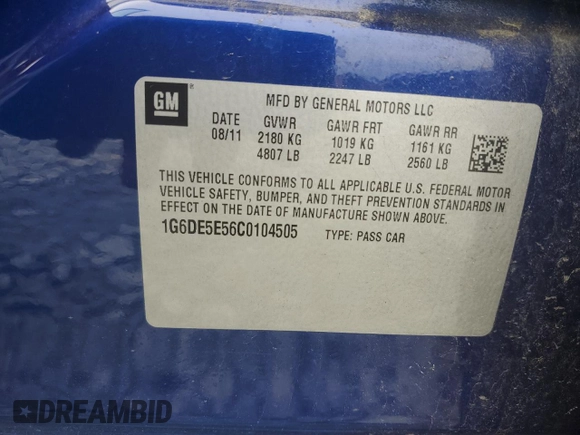 GM
MFD BY GENERAL MOTORS LLC
DATE GVWR GAWR FRT GAWR RR
08/11 2180 KG 1019 KG 1161 KG
4807 LB 2247 LB 2560 LB
THIS VEHICLE CONFORMS TO ALL APPLICABLE U.S. FEDERAL MOTOR
VEHICLE SAFETY, BUMPER, AND THEFT PREVENTION STANDARDS IN
EFFECT ON THE DATE OF MANUFACTURE SHOWN ABOVE.
1G6DE5E56C0104505 TYPE: PASS CAR
DREAMBID